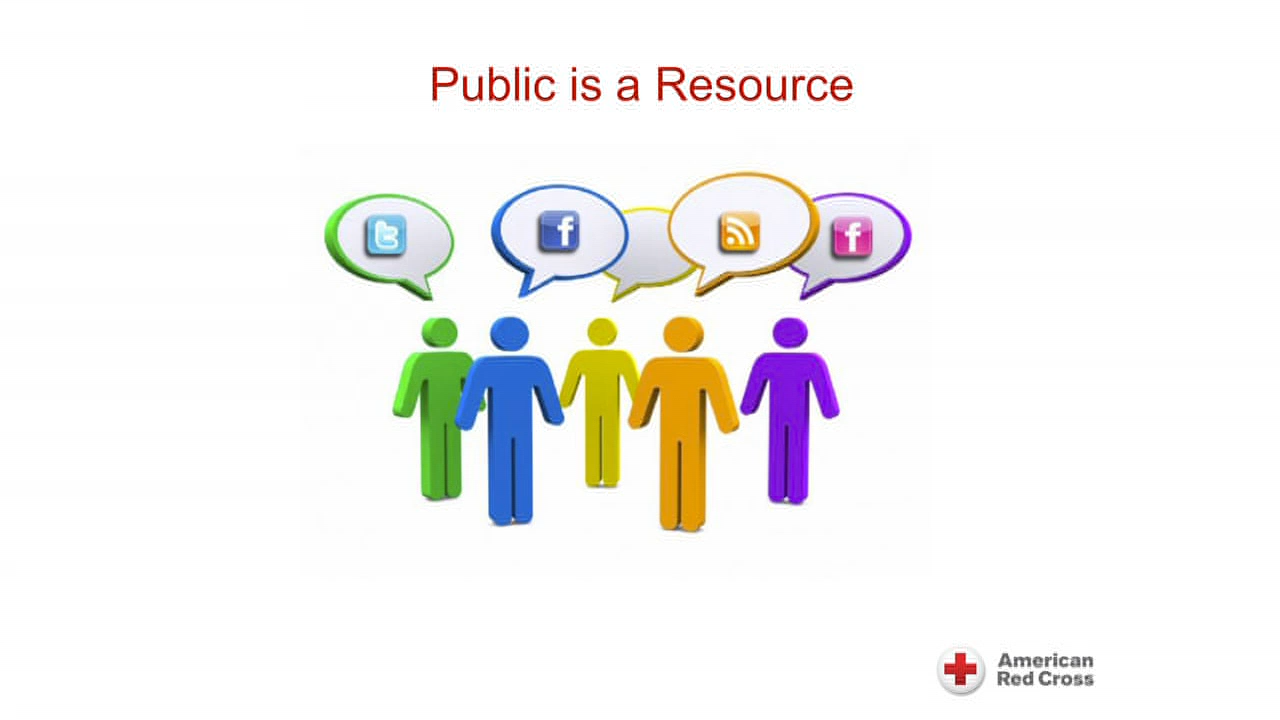 Public is a Resource
t
f
f
American
Red Cross